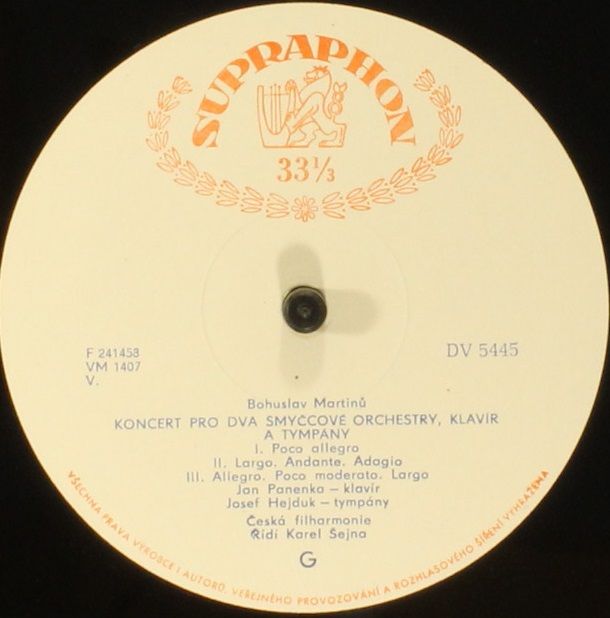 SUPRAPHON
33⅓
F 241458
VM 1407
V.
DV 5445
Bohuslav Martinů
KONCERT PRO DVA SMYČCOVÉ ORCHESTRY, KLAVÍR
A TYMPÁNY
I. Poco allegro
II. Largo. Andante. Adagio
III. Allegro. Poco moderato. Largo
Jan Panenka – klavír
Josef Hejduk – tympány
Česká filharmonie
Řídí Karel Šejna
G
VŠECHNA PRÁVA VÝROBCE I AUTORŮ, VEŘEJNÉHO PROVOZOVÁNÍ A ROZHLASOVÉHO ŠÍŘENÍ VYHRAŽENA